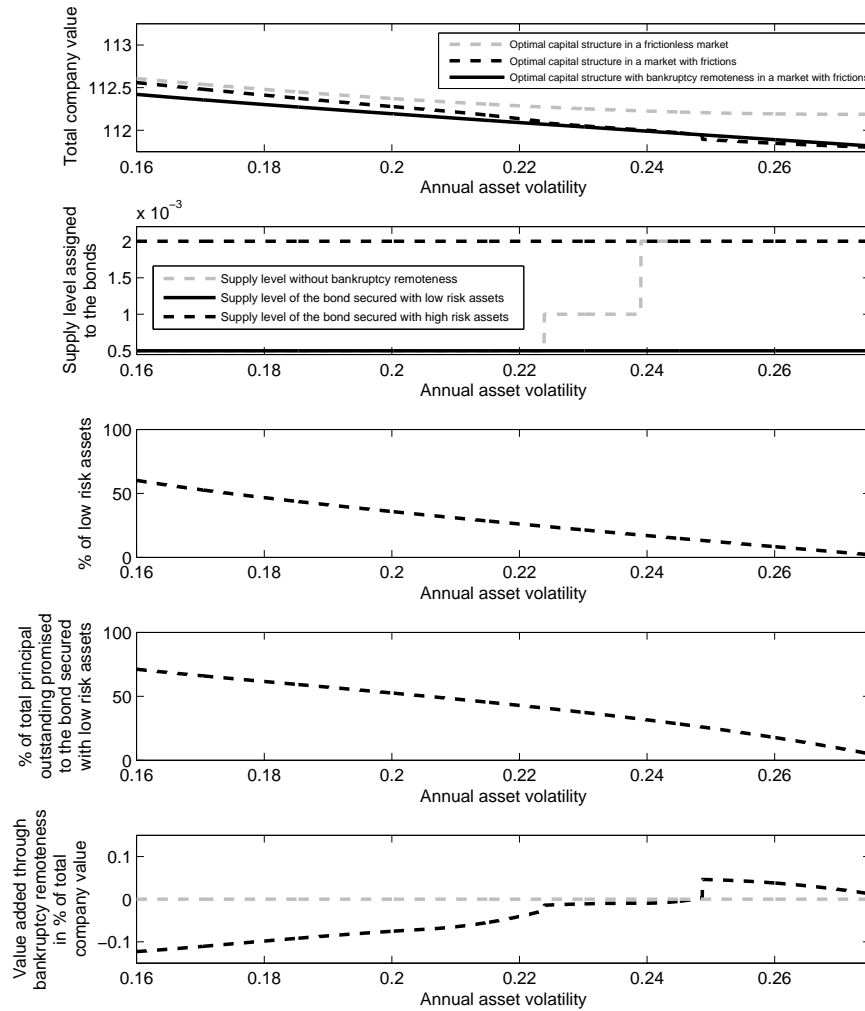 113
112.5
112
0.16
0.18
0.2
0.22
0.24
0.26
Total company value
Annual asset volatility
Optimal capital structure in a frictionless market
Optimal capital structure in a market with frictions
Optimal capital structure with bankruptcy remoteness in a market with frictions
x 10−3
2
1.5
1
0.5
0.16
0.18
0.2
0.22
0.24
0.26
Supply level assigned
to the bonds
Annual asset volatility
Supply level without bankruptcy remoteness
Supply level of the bond secured with low risk assets
Supply level of the bond secured with high risk assets
100
50
0
0.16
0.18
0.2
0.22
0.24
0.26
% of low risk assets
Annual asset volatility
100
50
0
0.16
0.18
0.2
0.22
0.24
0.26
% of total principal
outstanding promised
to the bond secured
with low risk assets
Annual asset volatility
0.1
0
−0.1
0.16
0.18
0.2
0.22
0.24
0.26
Value added through
bankruptcy remoteness
in % of total
company value
Annual asset volatility